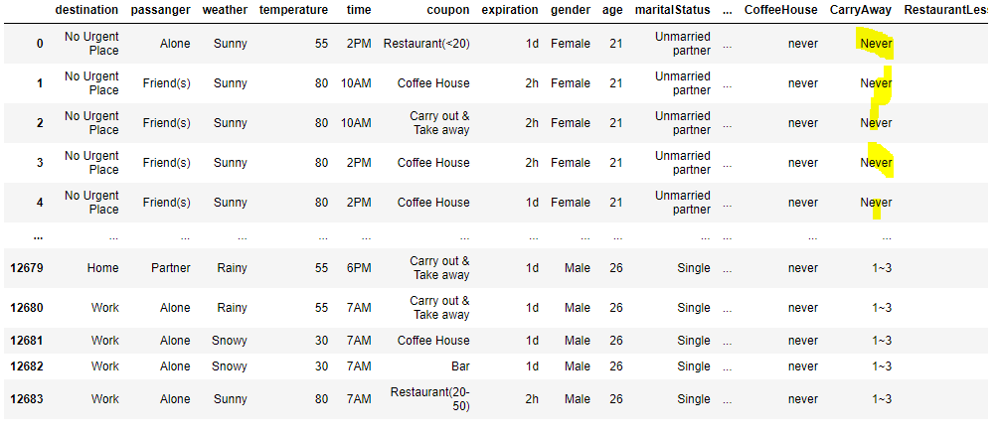 destination passanger weather temperature time coupon expiration gender age maritalStatus ... CoffeeHouse CarryAway RestaurantLess
0 No Urgent Place Alone Sunny 55 2PM Restaurant(<20) 1d Female 21 Unmarried partner ... never Never
1 No Urgent Place Friend(s) Sunny 80 10AM Coffee House 2h Female 21 Unmarried partner ... never Never
2 No Urgent Place Friend(s) Sunny 80 10AM Carry out & Take away 2h Female 21 Unmarried partner ... never Never
3 No Urgent Place Friend(s) Sunny 80 2PM Coffee House 2h Female 21 Unmarried partner ... never Never
4 No Urgent Place Friend(s) Sunny 80 2PM Coffee House 1d Female 21 Unmarried partner ... never Never
... ... ... ... ... ... ... ... ... ... ... ... ... ...
12679 Home Partner Rainy 55 6PM Carry out & Take away 1d Male 26 Single ... never 1~3
12680 Work Alone Rainy 55 7AM Carry out & Take away 1d Male 26 Single ... never 1~3
12681 Work Alone Snowy 30 7AM Coffee House 1d Male 26 Single ... never 1~3
12682 Work Alone Snowy 30 7AM Bar 1d Male 26 Single ... never 1~3
12683 Work Alone Sunny 80 7AM Restaurant(20-50) 2h Male 26 Single ... never 1~3